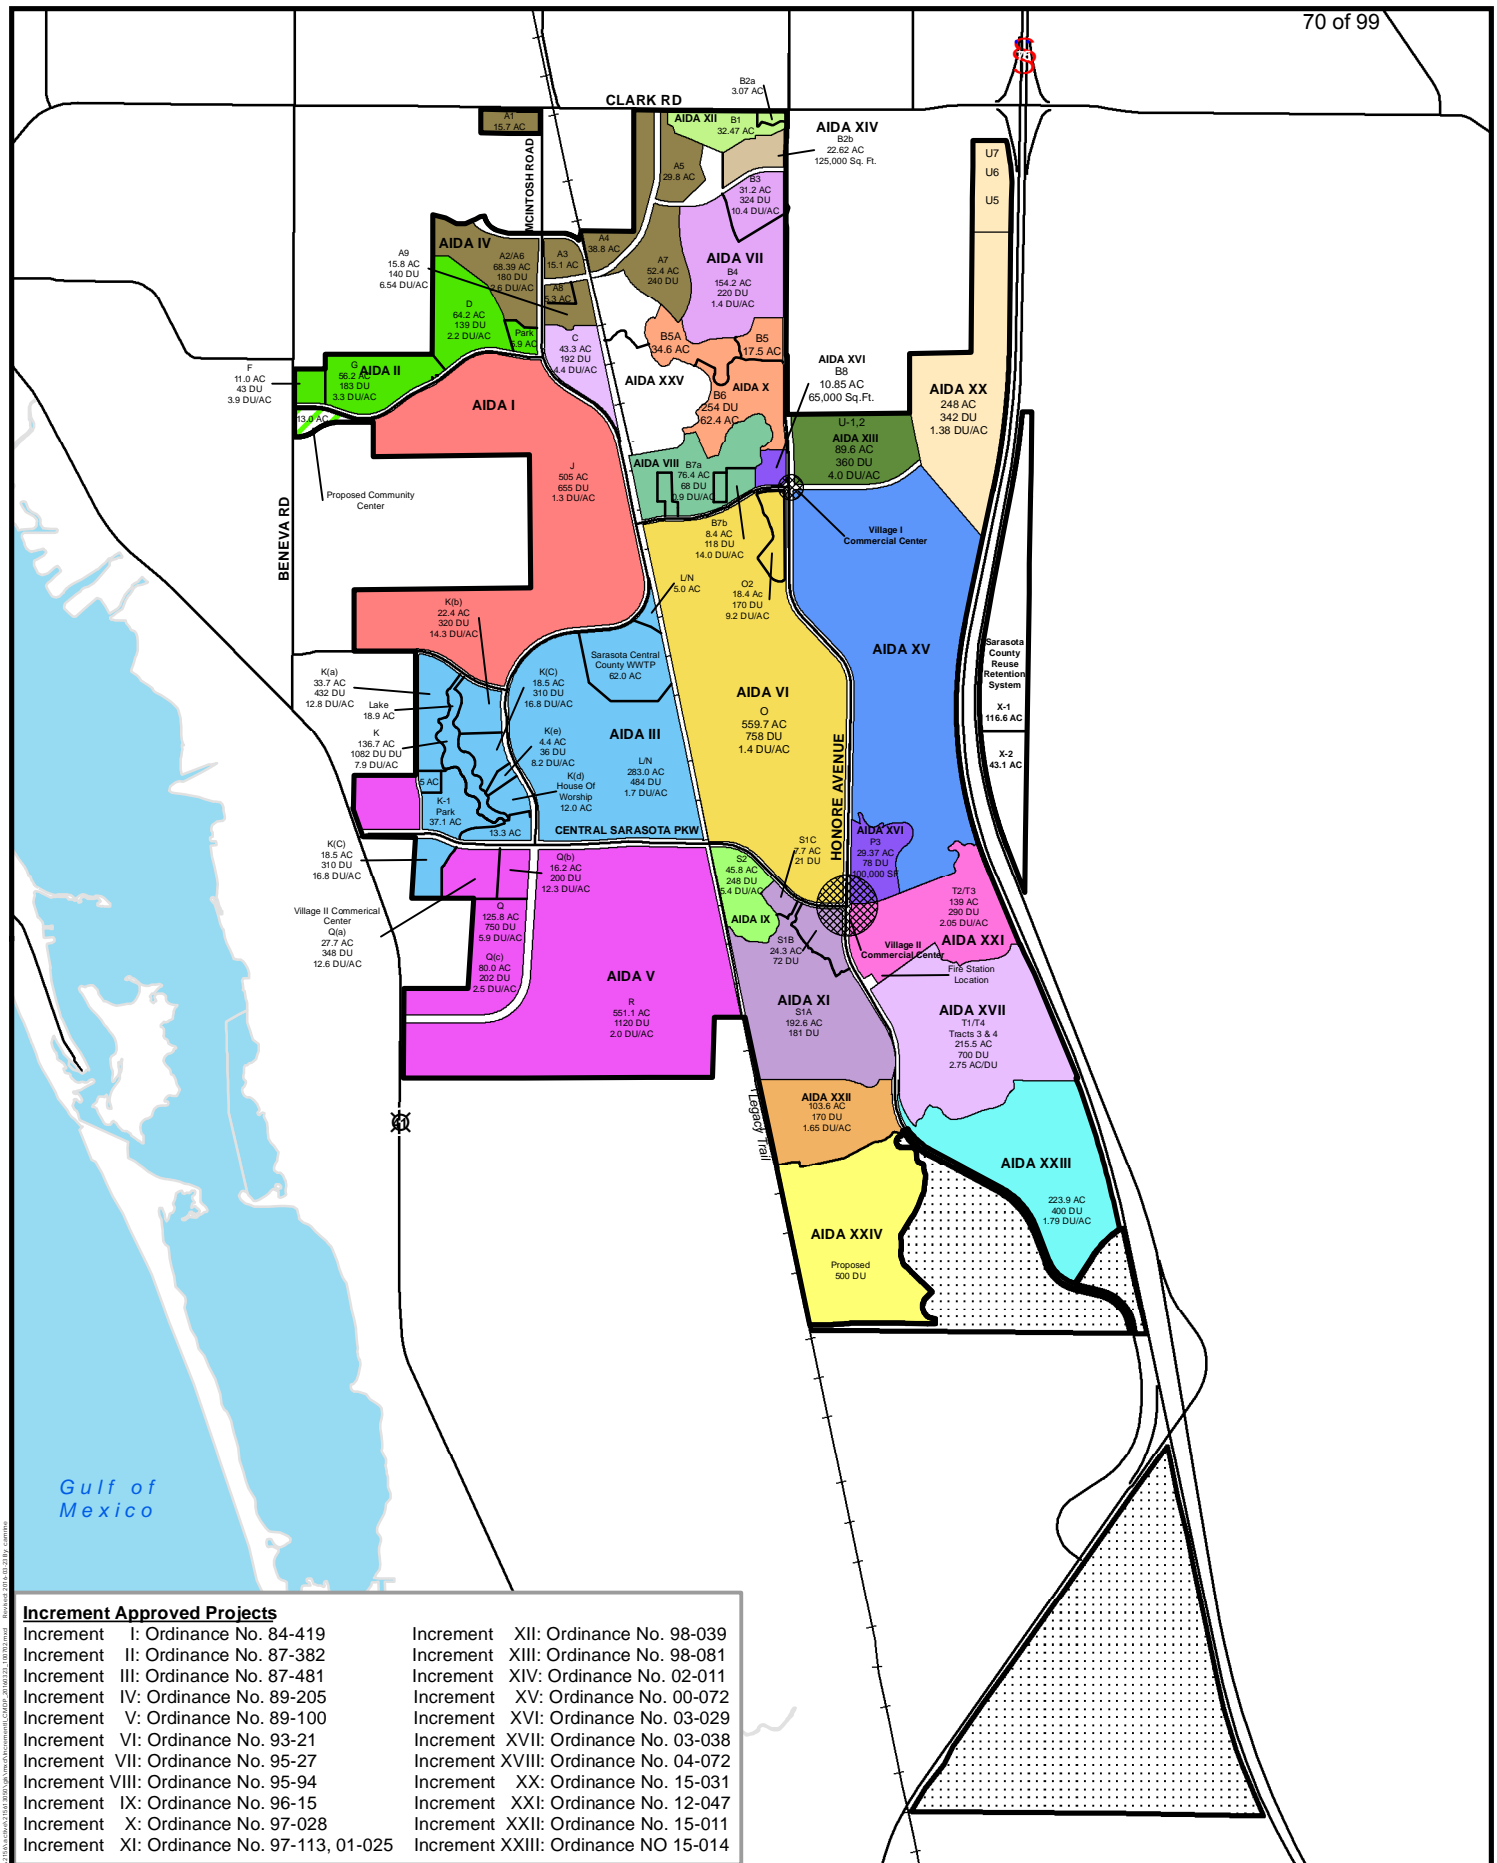 70 of 99
CLARK RD
B2a
3.07 AC
A1
15.7 AC
AIDA XII
B1
32.47 AC
AIDA XIV
B2b
22.62 AC
125,000 Sq. Ft.
MCINTOSH ROAD
U7
U6
U5
A5
29.8 AC
B3
31.2 AC
324 DU
10.4 DU/AC
AIDA IV
A2/A6
68.39 AC
180 DU
2.6 DU/AC
A3
15.1 AC
A4
38.8 AC
A9
15.8 AC
140 DU
6.54 DU/AC
A7
52.4 AC
240 DU
AIDA VII
B4
154.2 AC
220 DU
1.4 DU/AC
A8
5.3 AC
D
64.2 AC
139 DU
2.2 DU/AC
Park
5.9 AC
C
43.3 AC
192 DU
4.4 DU/AC
B5A
34.6 AC
B5
17.5 AC
F
11.0 AC
43 DU
3.9 DU/AC
G
56.2 AC
183 DU
3.3 DU/AC
AIDA II
13.0 AC
AIDA XXV
B6
254 DU
62.4 AC
AIDA X
AIDA XVI
B8
10.85 AC
65,000 Sq.Ft.
AIDA XX
248 AC
342 DU
1.38 DU/AC
AIDA I
U-1,2
AIDA XIII
89.6 AC
360 DU
4.0 DU/AC
J
505 AC
655 DU
1.3 DU/AC
AIDA VIII
B7a
76.4 AC
68 DU
0.9 DU/AC
Proposed Community
Center
BENEVA RD
B7b
8.4 AC
118 DU
14.0 DU/AC
Village I
Commercial Center
L/N
5.0 AC
O2
18.4 Ac
170 DU
9.2 DU/AC
K(b)
22.4 AC
320 DU
14.3 DU/AC
Sarasota Central
County WWTP
62.0 AC
AIDA XV
Sarasota
County
Reuse
Retention
System
X-1
116.6 AC
X-2
43.1 AC
K(a)
33.7 AC
432 DU
12.8 DU/AC
Lake
18.9 AC
K
136.7 AC
1082 DU DU
7.9 DU/AC
K(C)
18.5 AC
310 DU
16.8 DU/AC
K(e)
4.4 AC
36 DU
8.2 DU/AC
K(d)
House Of
Worship
12.0 AC
AIDA III
L/N
283.0 AC
484 DU
1.7 DU/AC
AIDA VI
O
559.7 AC
758 DU
1.4 DU/AC
HONORE AVENUE
5 AC
K-1
Park
37.1 AC
13.3 AC
CENTRAL SARASOTA PKW
K(C)
18.5 AC
310 DU
16.8 DU/AC
S1C
7.7 AC
21 DU
AIDA XVI
P3
29.37 AC
78 DU
100,000 SF
Q(b)
16.2 AC
200 DU
12.3 DU/AC
S2
45.8 AC
248 DU
5.4 DU/AC
AIDA IX
T2/T3
139 AC
290 DU
2.05 DU/AC
AIDA XXI
Village II Commerical
Center
Q(a)
27.7 AC
348 DU
12.6 DU/AC
Q
125.8 AC
750 DU
5.9 DU/AC
Q(c)
80.0 AC
202 DU
2.5 DU/AC
S1B
24.3 AC
72 DU
Village II
Commercial Center
Fire Station
Location
AIDA V
R
551.1 AC
1120 DU
2.0 DU/AC
AIDA XI
S1A
192.6 AC
181 DU
AIDA XVII
T1/T4
Tracts 3 & 4
215.5 AC
700 DU
2.75 AC/DU
Legacy Trail
41
AIDA XXII
103.6 AC
170 DU
1.65 DU/AC
AIDA XXIII
223.9 AC
400 DU
1.79 DU/AC
AIDA XXIV
Proposed
500 DU
Gulf of
Mexico
Increment Approved Projects
Increment I: Ordinance No. 84-419
Increment II: Ordinance No. 87-382
Increment III: Ordinance No. 87-481
Increment IV: Ordinance No. 89-205
Increment V: Ordinance No. 89-100
Increment VI: Ordinance No. 93-21
Increment VII: Ordinance No. 95-27
Increment VIII: Ordinance No. 95-94
Increment IX: Ordinance No. 96-15
Increment X: Ordinance No. 97-028
Increment XI: Ordinance No. 97-113, 01-025
Increment XII: Ordinance No. 98-039
Increment XIII: Ordinance No. 98-081
Increment XIV: Ordinance No. 02-011
Increment XV: Ordinance No. 00-072
Increment XVI: Ordinance No. 03-029
Increment XVII: Ordinance No. 03-038
Increment XVIII: Ordinance No. 04-072
Increment XX: Ordinance No. 15-031
Increment XXI: Ordinance No. 12-047
Increment XXII: Ordinance No. 15-011
Increment XXIII: Ordinance NO 15-014